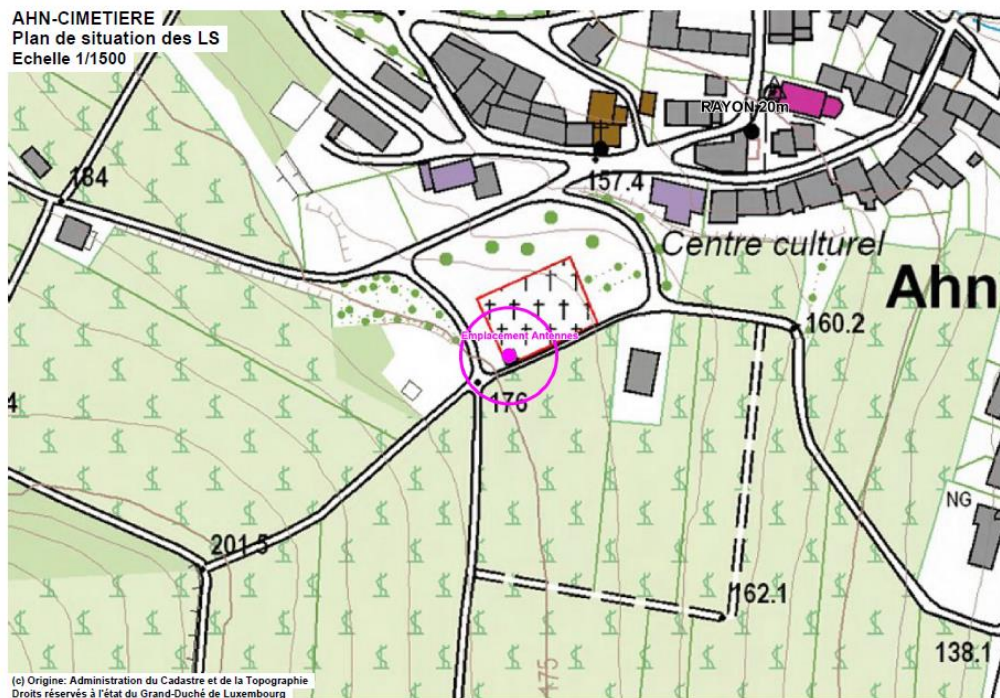 AHN-CIMETIERE
Plan de situation des LS
Echelle 1/1500
RAYON 20m
184
157.4
Centre culturel
Ahn
160.2
Emplacement Antennes
176
4
NG
201.5
162.1
138.1
175
(c) Origine: Administration du Cadastre et de la Topographie
Droits réservés à l'état du Grand-Duché de Luxembourg